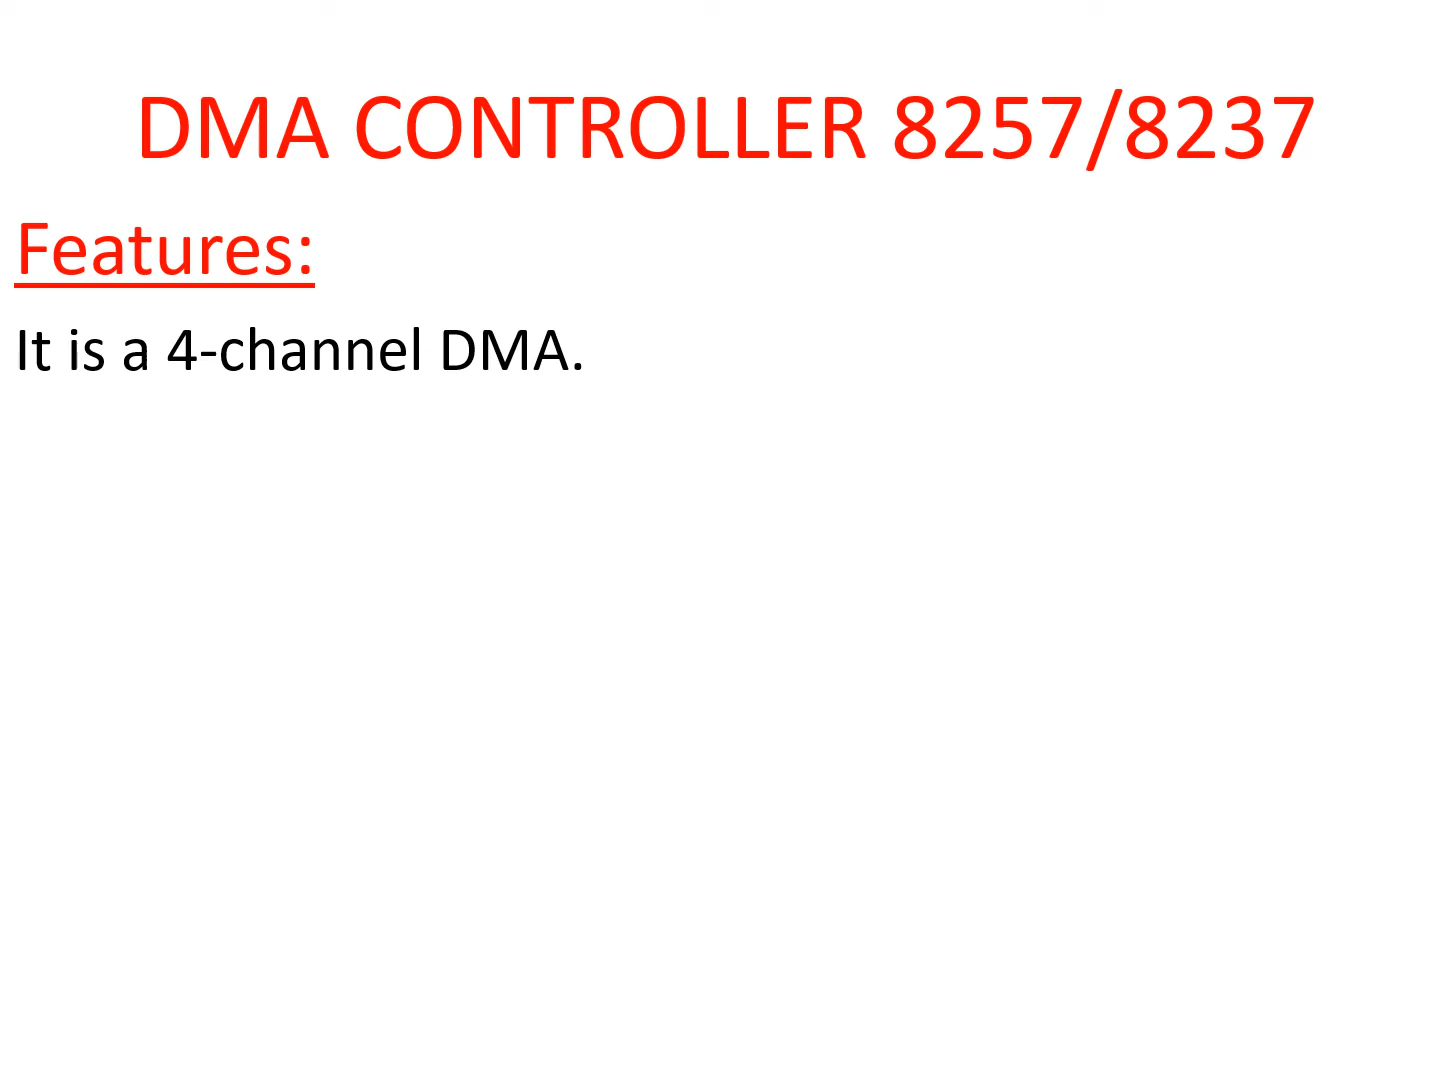 DMA CONTROLLER 8257/8237
Features:
It is a 4-channel DMA.